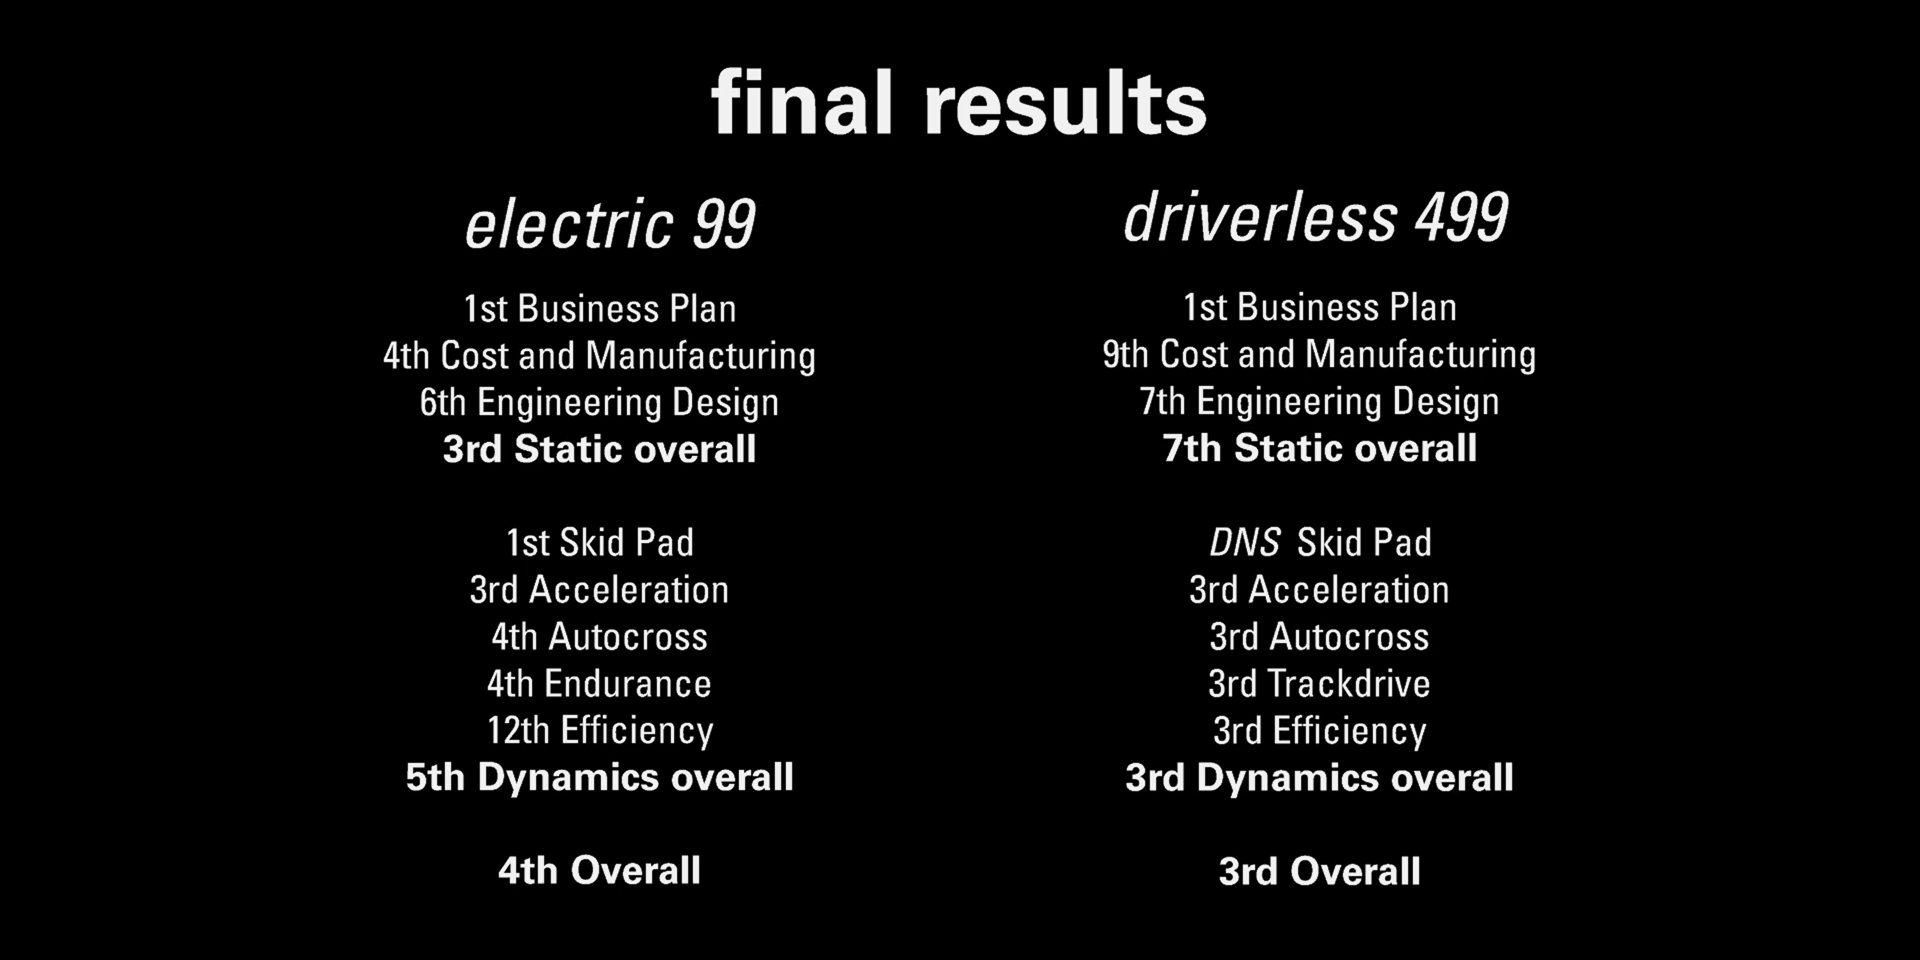 final results
electric 99
1st Business Plan
4th Cost and Manufacturing
6th Engineering Design
3rd Static overall
1st Skid Pad
3rd Acceleration
4th Autocross
4th Endurance
12th Efficiency
5th Dynamics overall
4th Overall
driverless 499
1st Business Plan
9th Cost and Manufacturing
7th Engineering Design
7th Static overall
DNS Skid Pad
3rd Acceleration
3rd Autocross
3rd Trackdrive
3rd Efficiency
3rd Dynamics overall
3rd Overall